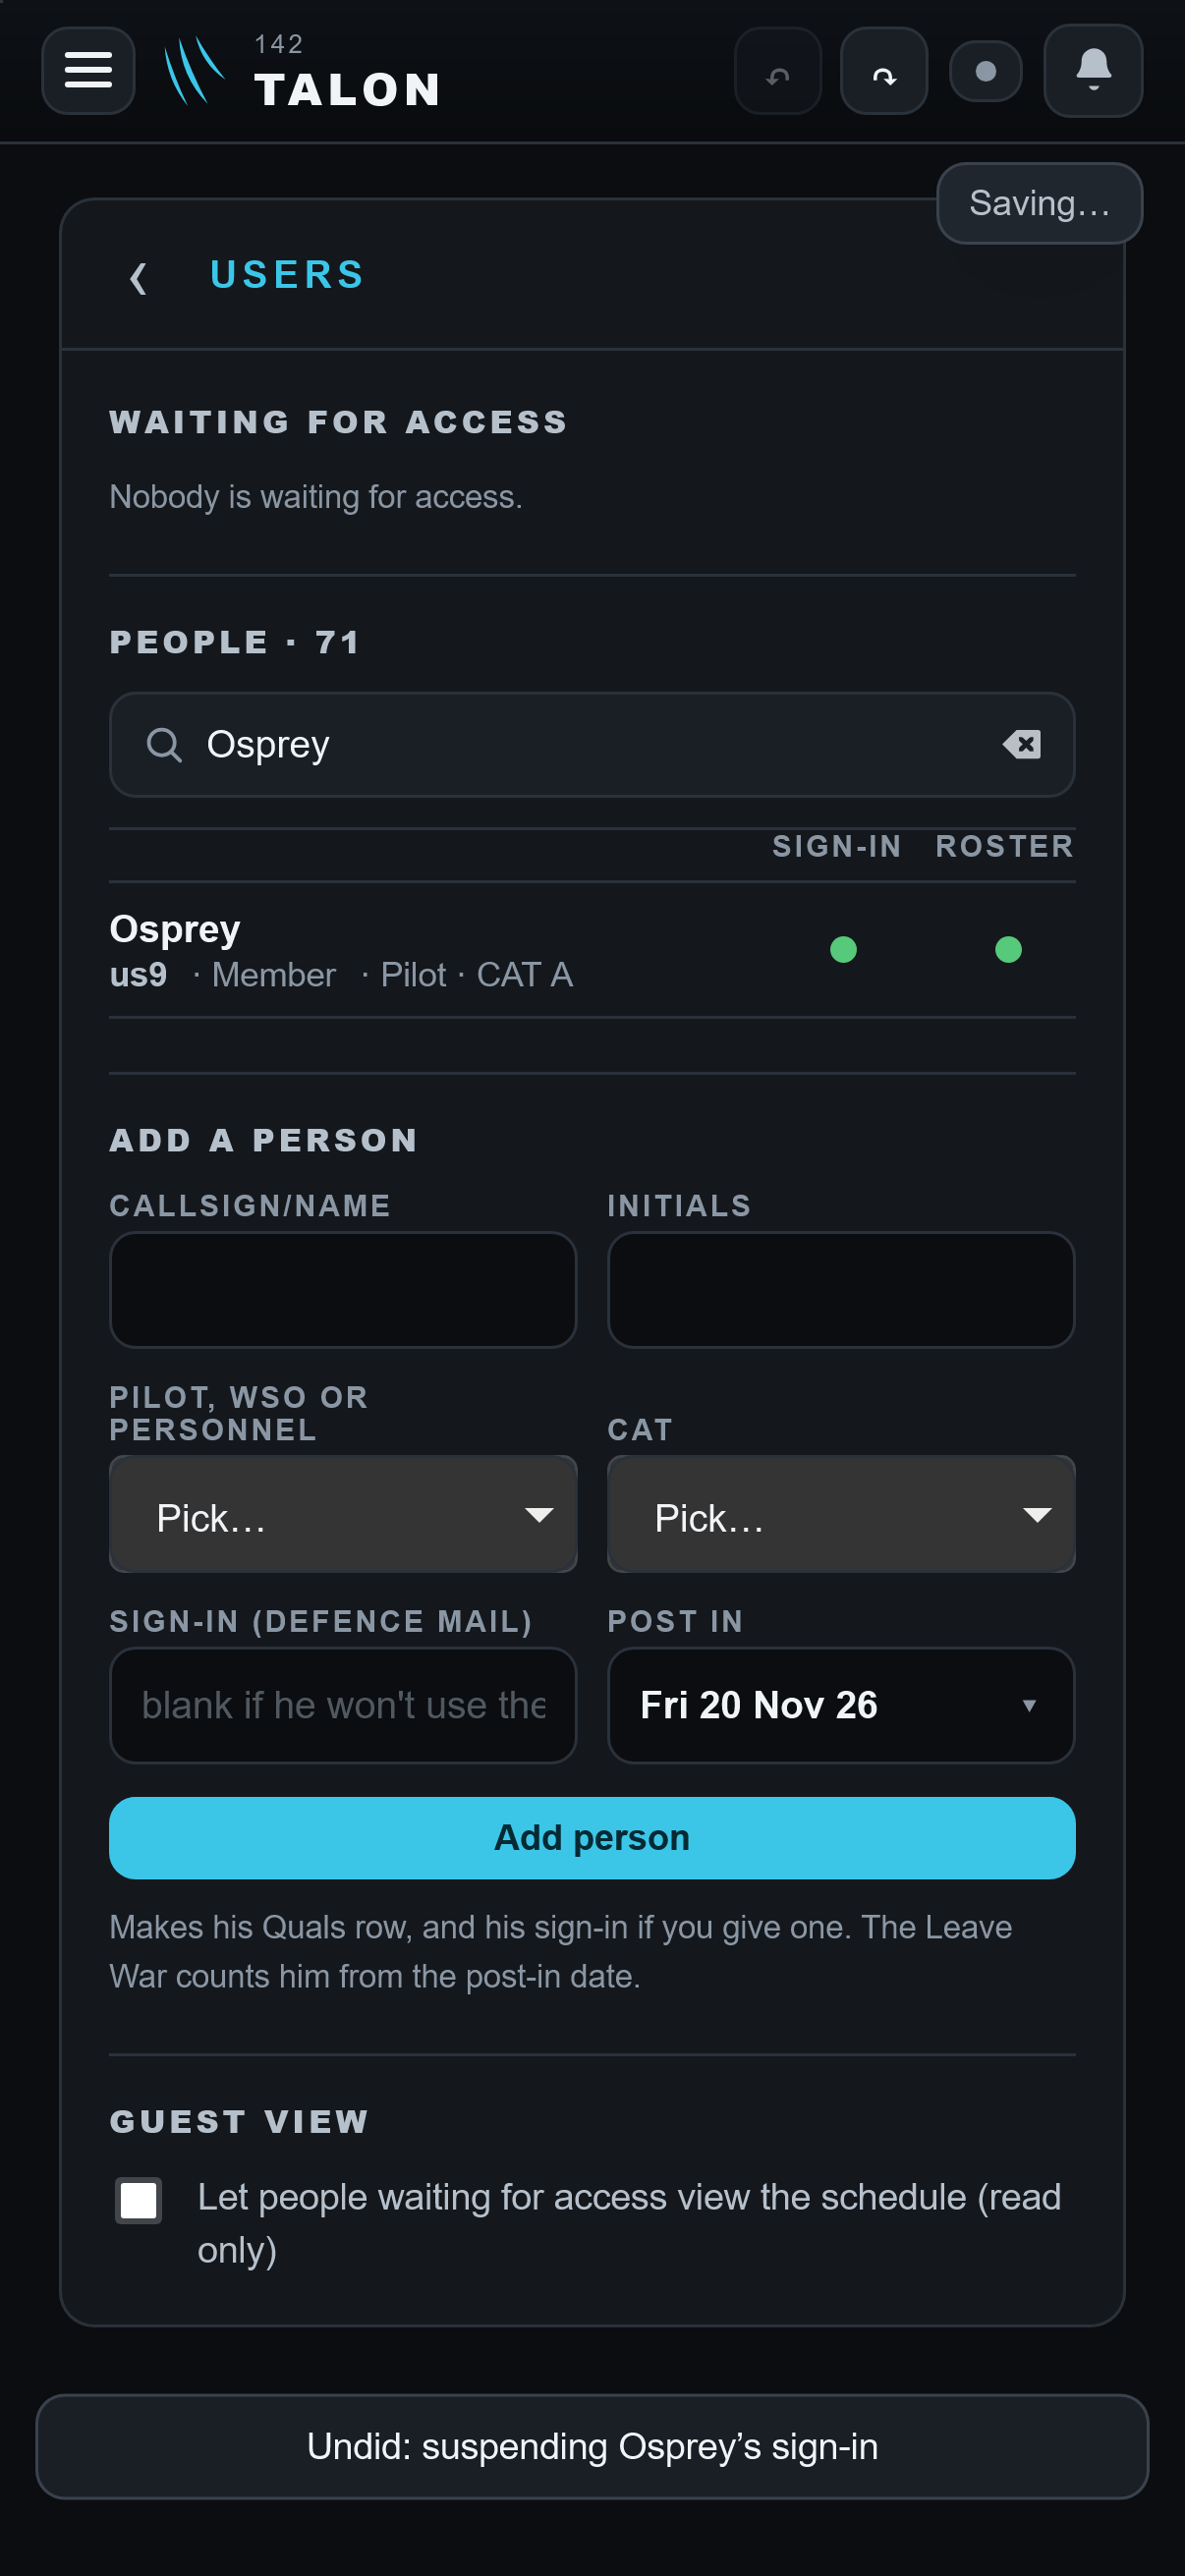 142
TALON
Saving…
USERS
WAITING FOR ACCESS
Nobody is waiting for access.
PEOPLE · 71
Osprey
SIGN-IN ROSTER
Osprey
us9 · Member · Pilot · CAT A
ADD A PERSON
CALLSIGN/NAME INITIALS
PILOT, WSO OR
PERSONNEL CAT
Pick… Pick…
SIGN-IN (DEFENCE MAIL) POST IN
blank if he won't use the Fri 20 Nov 26
Add person
Makes his Quals row, and his sign-in if you give one. The Leave
War counts him from the post-in date.
GUEST VIEW
Let people waiting for access view the schedule (read
only)
Undid: suspending Osprey’s sign-in